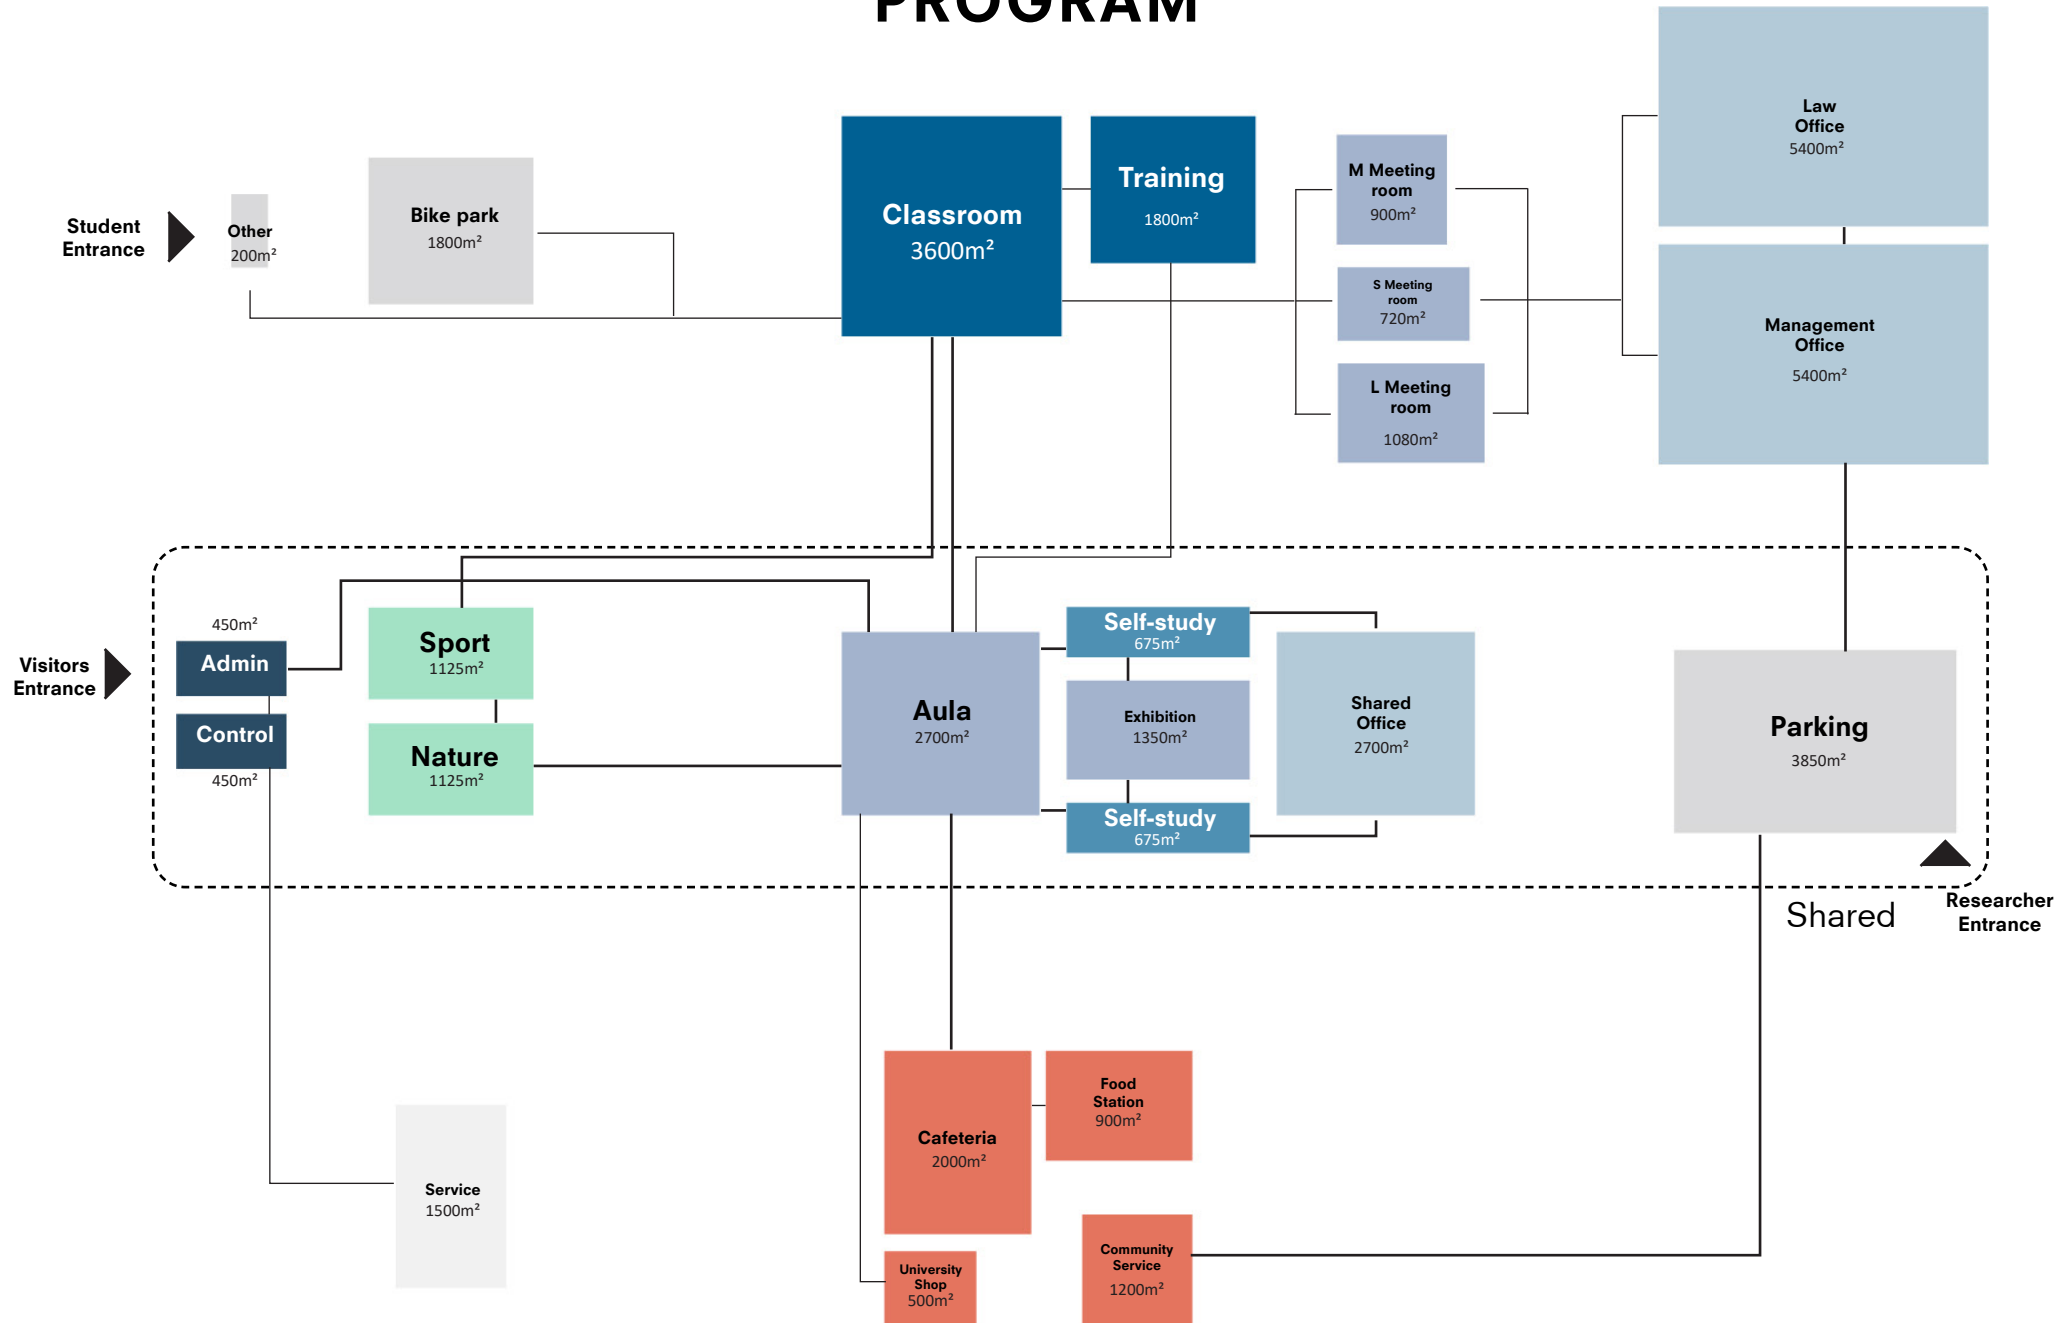 PROGRAM
Law
Office
5400m²
Classroom
3600m²
Training
1800m²
M Meeting
room
900m²
Student
Entrance
Other
200m²
Bike park
1800m²
S Meeting
room
720m²
Management
Office
5400m²
L Meeting
room
1080m²
Visitors
Entrance
450m²
Admin
Control
450m²
Sport
1125m²
Nature
1125m²
Aula
2700m²
Self-study
675m²
Exhibition
1350m²
Self-study
675m²
Shared
Office
2700m²
Parking
3850m²
Shared
Researcher
Entrance
Service
1500m²
Cafeteria
2000m²
Food
Station
900m²
University
Shop
500m²
Community
Service
1200m²